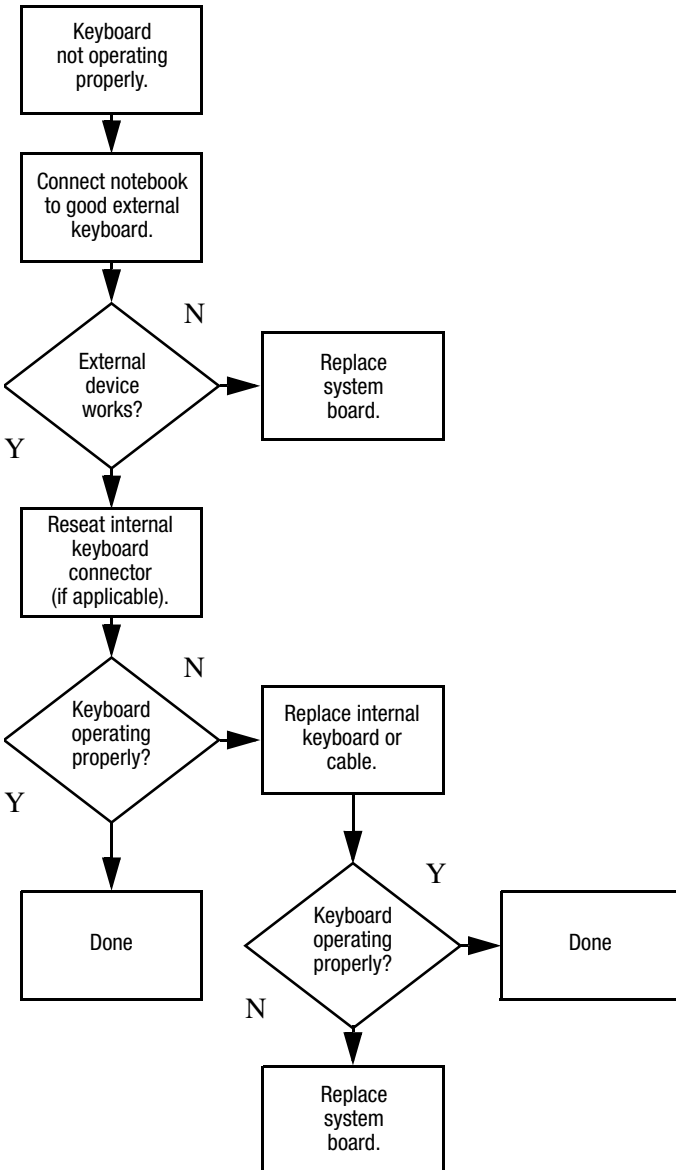 Keyboard
not operating
properly.
Connect notebook
to good external
keyboard.
N
External
device
works?
Replace
system
board.
Y
Reseat internal
keyboard
connector
(if applicable).
N
Keyboard
operating
properly?
Replace internal
keyboard or
cable.
Y
Y
Done
Keyboard
operating
properly?
Done
N
Replace
system
board.